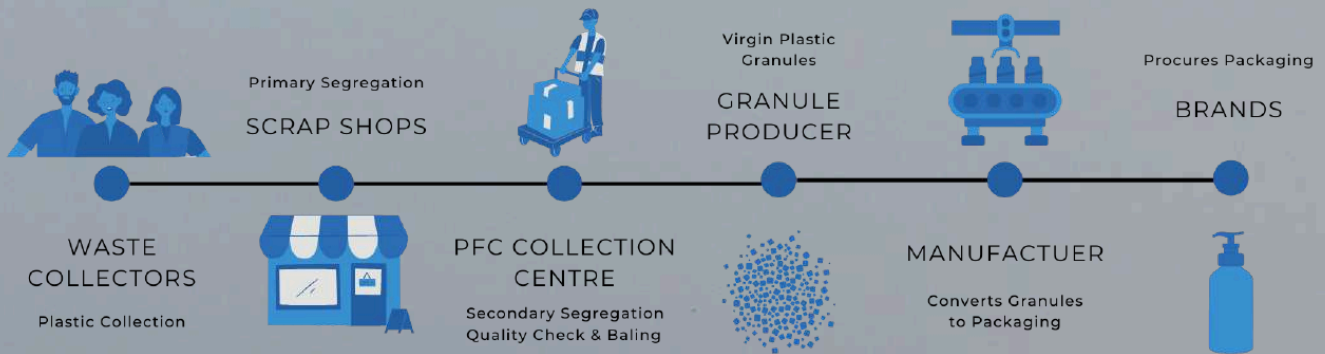 WASTE
COLLECTORS
Plastic Collection
Primary Segregation
SCRAP SHOPS
PFC COLLECTION
CENTRE
Secondary Segregation
Quality Check & Baling
Virgin Plastic
Granules
GRANULE
PRODUCER
MANUFACTUER
Converts Granules
to Packaging
Procures Packaging
BRANDS